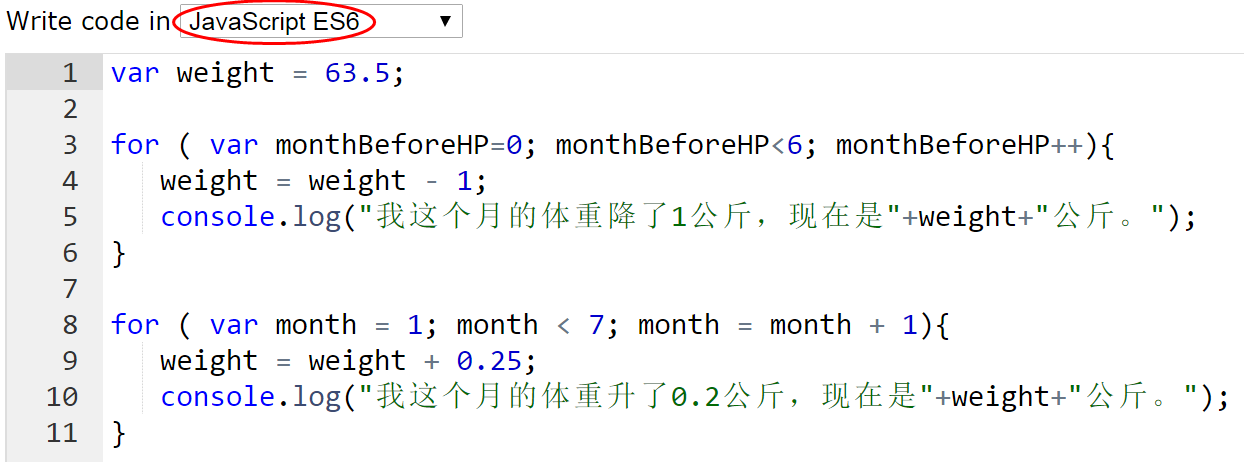 Write code in JavaScript ES6 ▼
1 var weight = 63.5;
2
3 for ( var monthBeforeHP=0; monthBeforeHP<6; monthBeforeHP++){
4 weight = weight - 1;
5 console.log("我这个月的体重降了1公斤，现在是"+weight+"公斤。");
6 }
7
8 for ( var month = 1; month < 7; month = month + 1){
9 weight = weight + 0.25;
10 console.log("我这个月的体重升了0.2公斤，现在是"+weight+"公斤。");
11 }